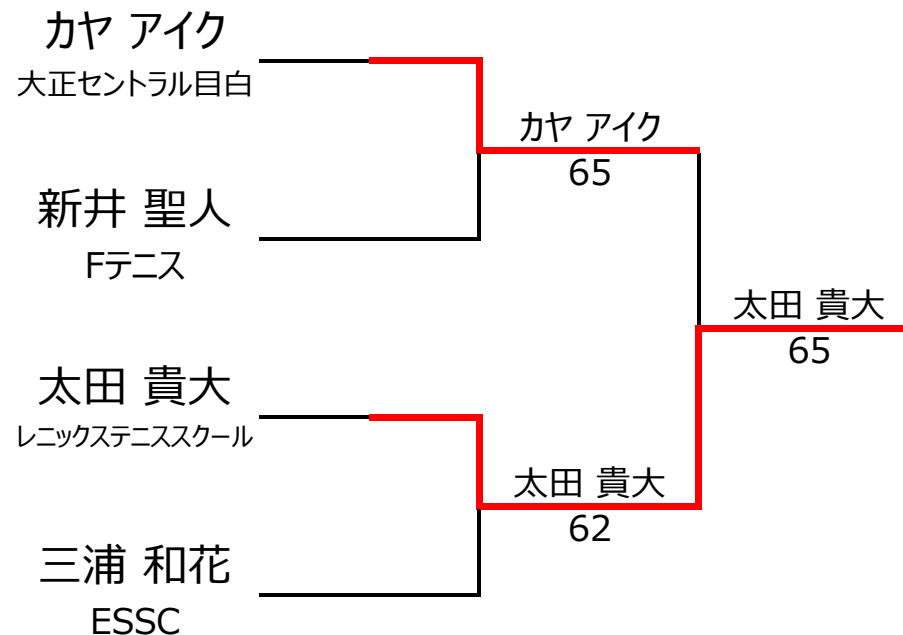 カヤ アイク
大正セントラル目白
カヤ アイク
65
新井 聖人
Fテニス
太田 貴大
65
太田 貴大
レニックステニススクール
太田 貴大
62
三浦 和花
ESSC